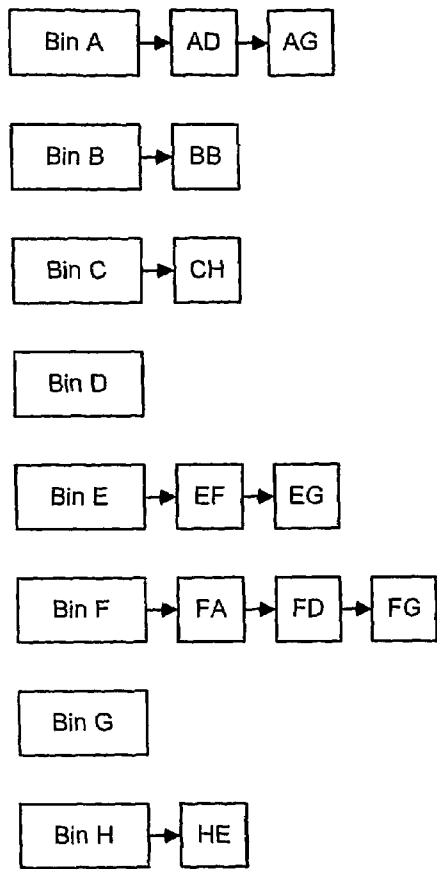 Bin A AD AG
Bin B BB
Bin C CH
Bin D
Bin E EF EG
Bin F FA FD FG
Bin G
Bin H HE